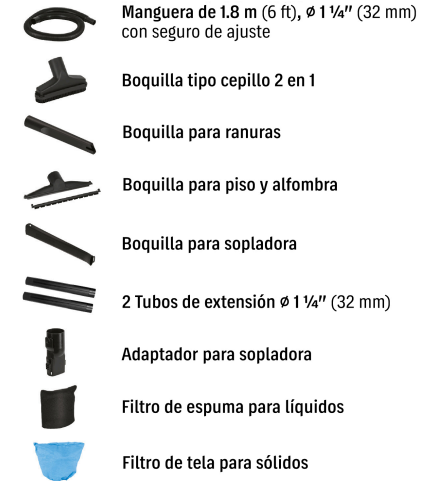 Manguera de 1.8 m (6 ft), ø 1 ¼" (32 mm)
con seguro de ajuste
Boquilla tipo cepillo 2 en 1
Boquilla para ranuras
Boquilla para piso y alfombra
Boquilla para sopladora
2 Tubos de extensión ø 1 ¼" (32 mm)
Adaptador para sopladora
Filtro de espuma para líquidos
Filtro de tela para sólidos